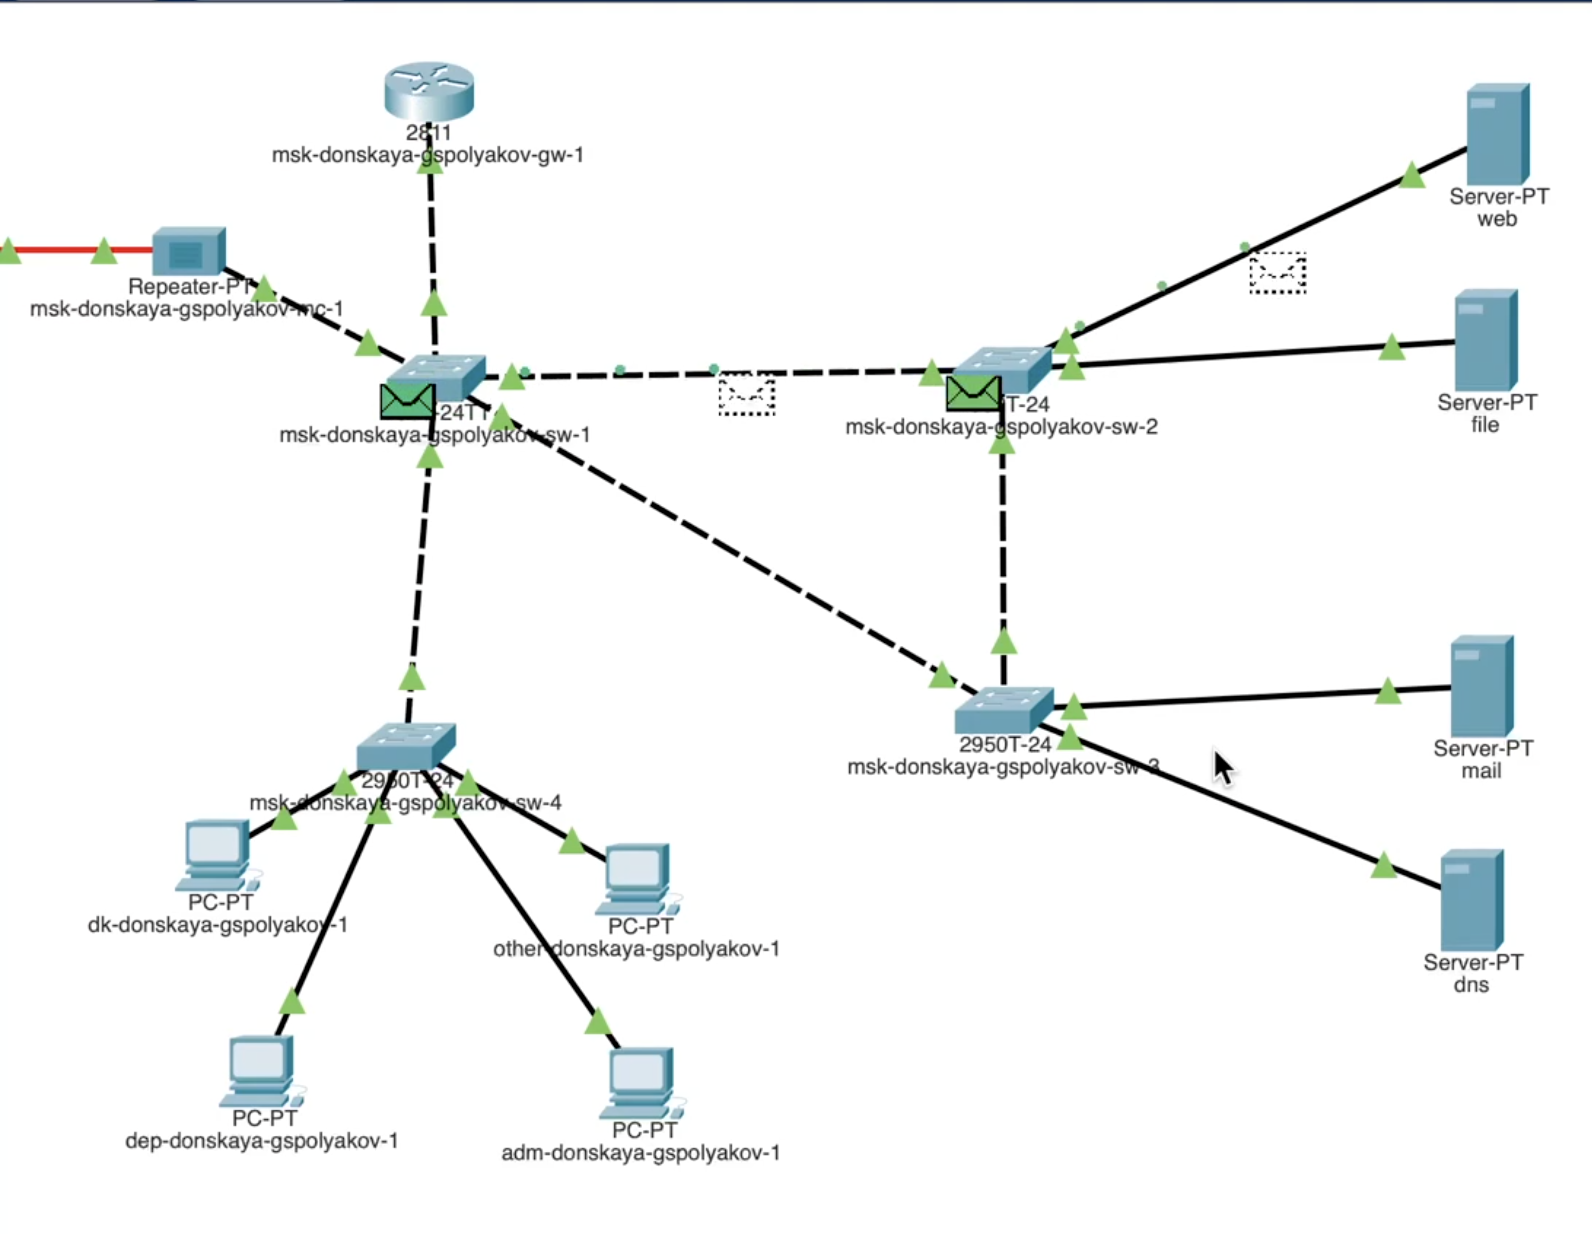 2811
msk-donskaya-gspolyakov-gw-1
Server-PT
web
Repeater-PT
msk-donskaya-gspolyakov-mc-1
-24TT
msk-donskaya-gspolyakov-sw-1
T-24
msk-donskaya-gspolyakov-sw-2
Server-PT
file
2950T-24
msk-donskaya-gspolyakov-sw-3
Server-PT
mail
2950T-24
msk-donskaya-gspolyakov-sw-4
PC-PT
dk-donskaya-gspolyakov-1
PC-PT
other-donskaya-gspolyakov-1
Server-PT
dns
PC-PT
dep-donskaya-gspolyakov-1
PC-PT
adm-donskaya-gspolyakov-1